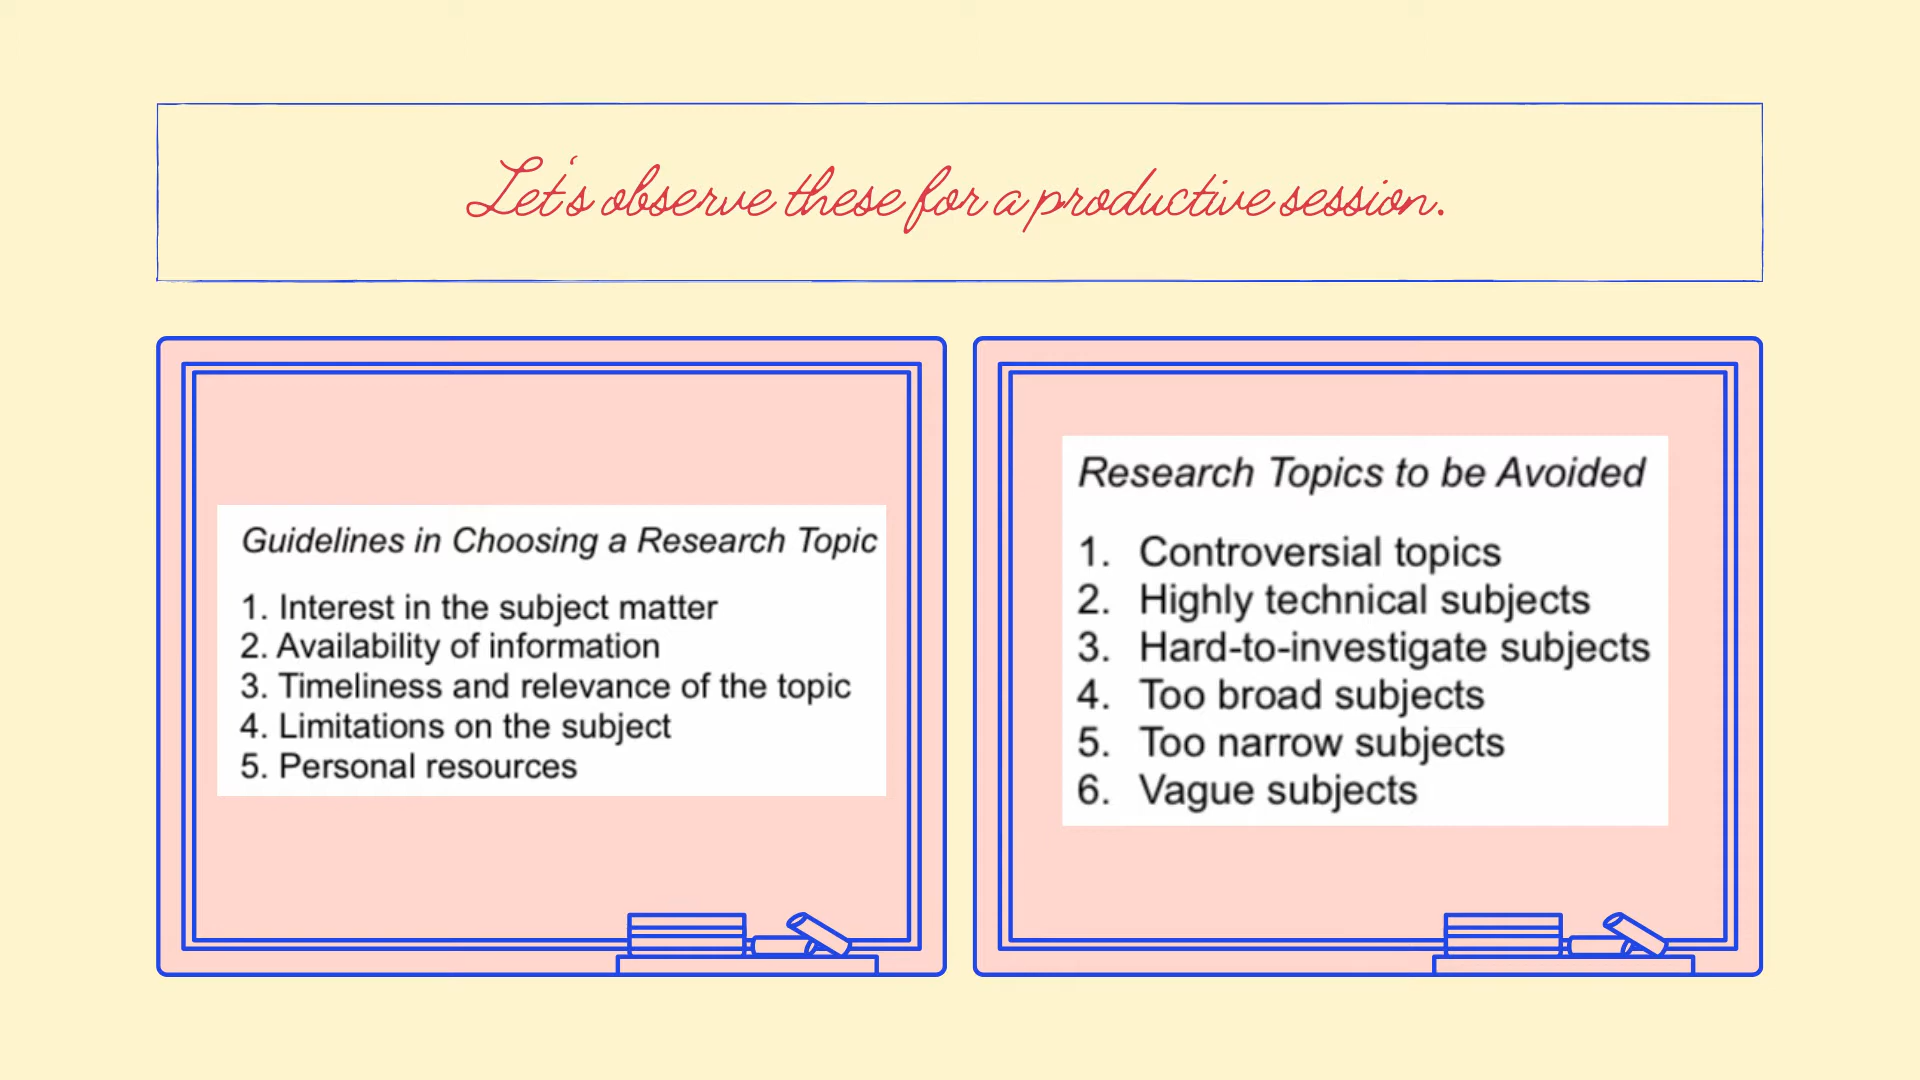 Let's observe these for a productive session.
Guidelines in Choosing a Research Topic
1. Interest in the subject matter
2. Availability of information
3. Timeliness and relevance of the topic
4. Limitations on the subject
5. Personal resources
Research Topics to be Avoided
1. Controversial topics
2. Highly technical subjects
3. Hard-to-investigate subjects
4. Too broad subjects
5. Too narrow subjects
6. Vague subjects